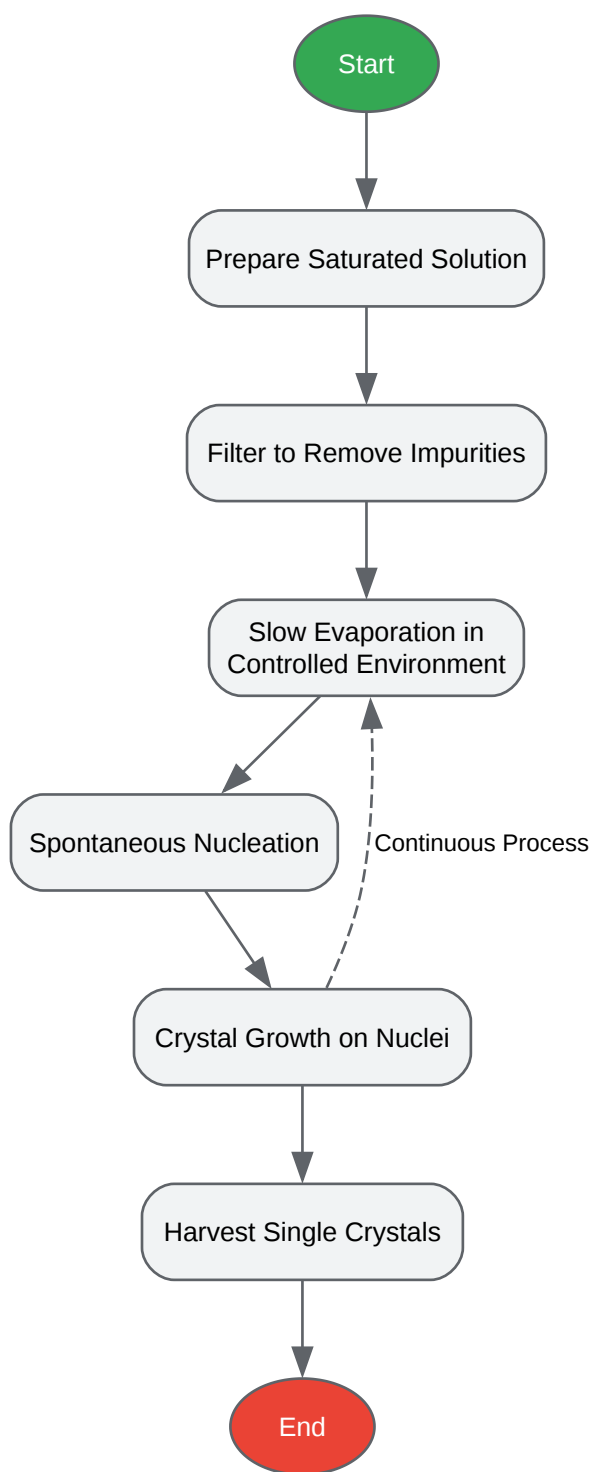 Start
Prepare Saturated Solution
Filter to Remove Impurities
Slow Evaporation in
Controlled Environment
Spontaneous Nucleation
Continuous Process
Crystal Growth on Nuclei
Harvest Single Crystals
End